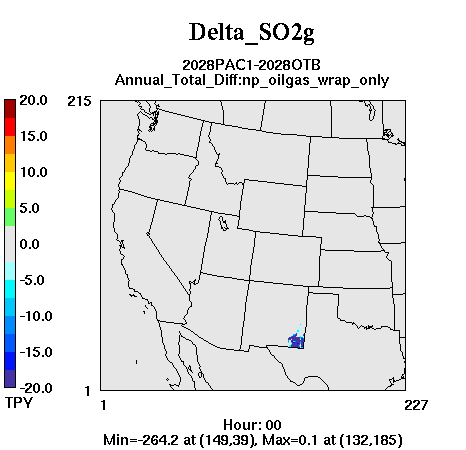 Delta_SO2g
2028PAC1-2028OTB
Annual_Total_Diff:np_oilgas_wrap_only
215
20.0
15.0
10.0
5.0
0.0
-5.0
-10.0
-15.0
-20.0
TPY
1
1
227
Hour: 00
Min=-264.2 at (149,39), Max=0.1 at (132,185)